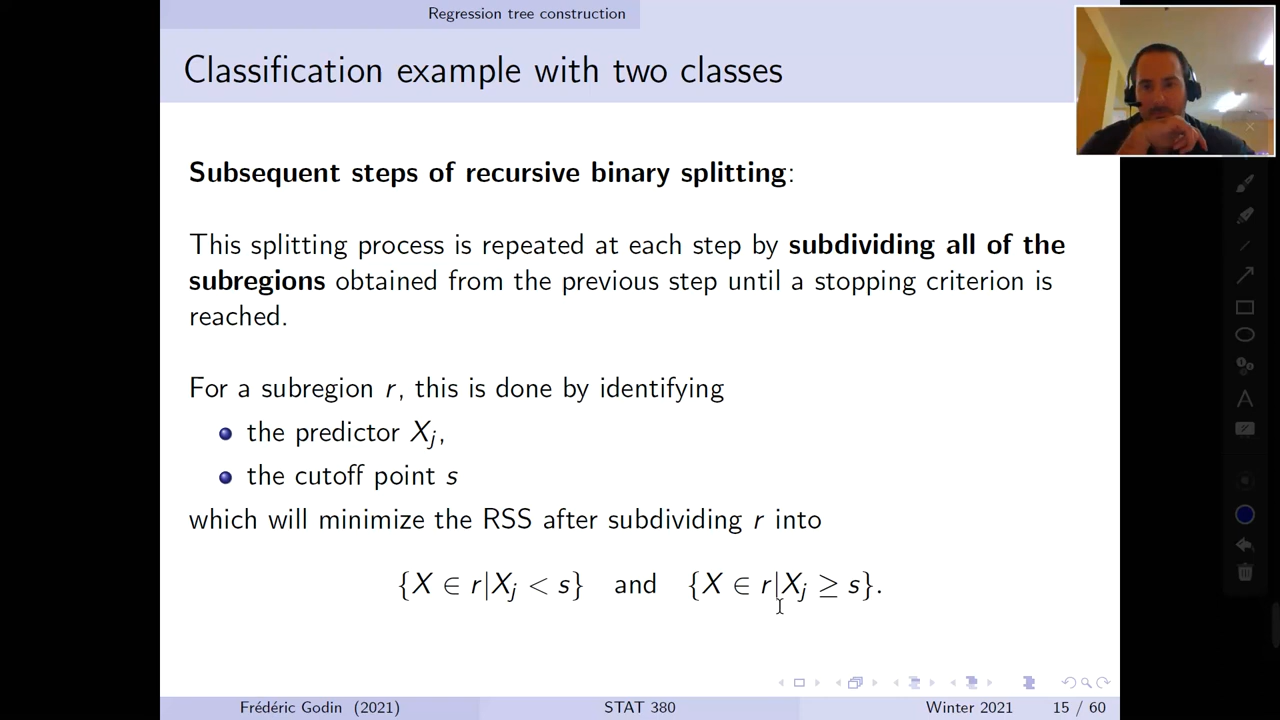 Regression tree construction
Classification example with two classes
Subsequent steps of recursive binary splitting:
This splitting process is repeated at each step by subdividing all of the
subregions obtained from the previous step until a stopping criterion is
reached.
For a subregion r, this is done by identifying
the predictor Xj,
the cutoff point s
which will minimize the RSS after subdividing r into
{X ∈ r|Xj < s} and {X ∈ r|Xj ≥ s}.
Frédéric Godin (2021) STAT 380 Winter 2021 15 / 60